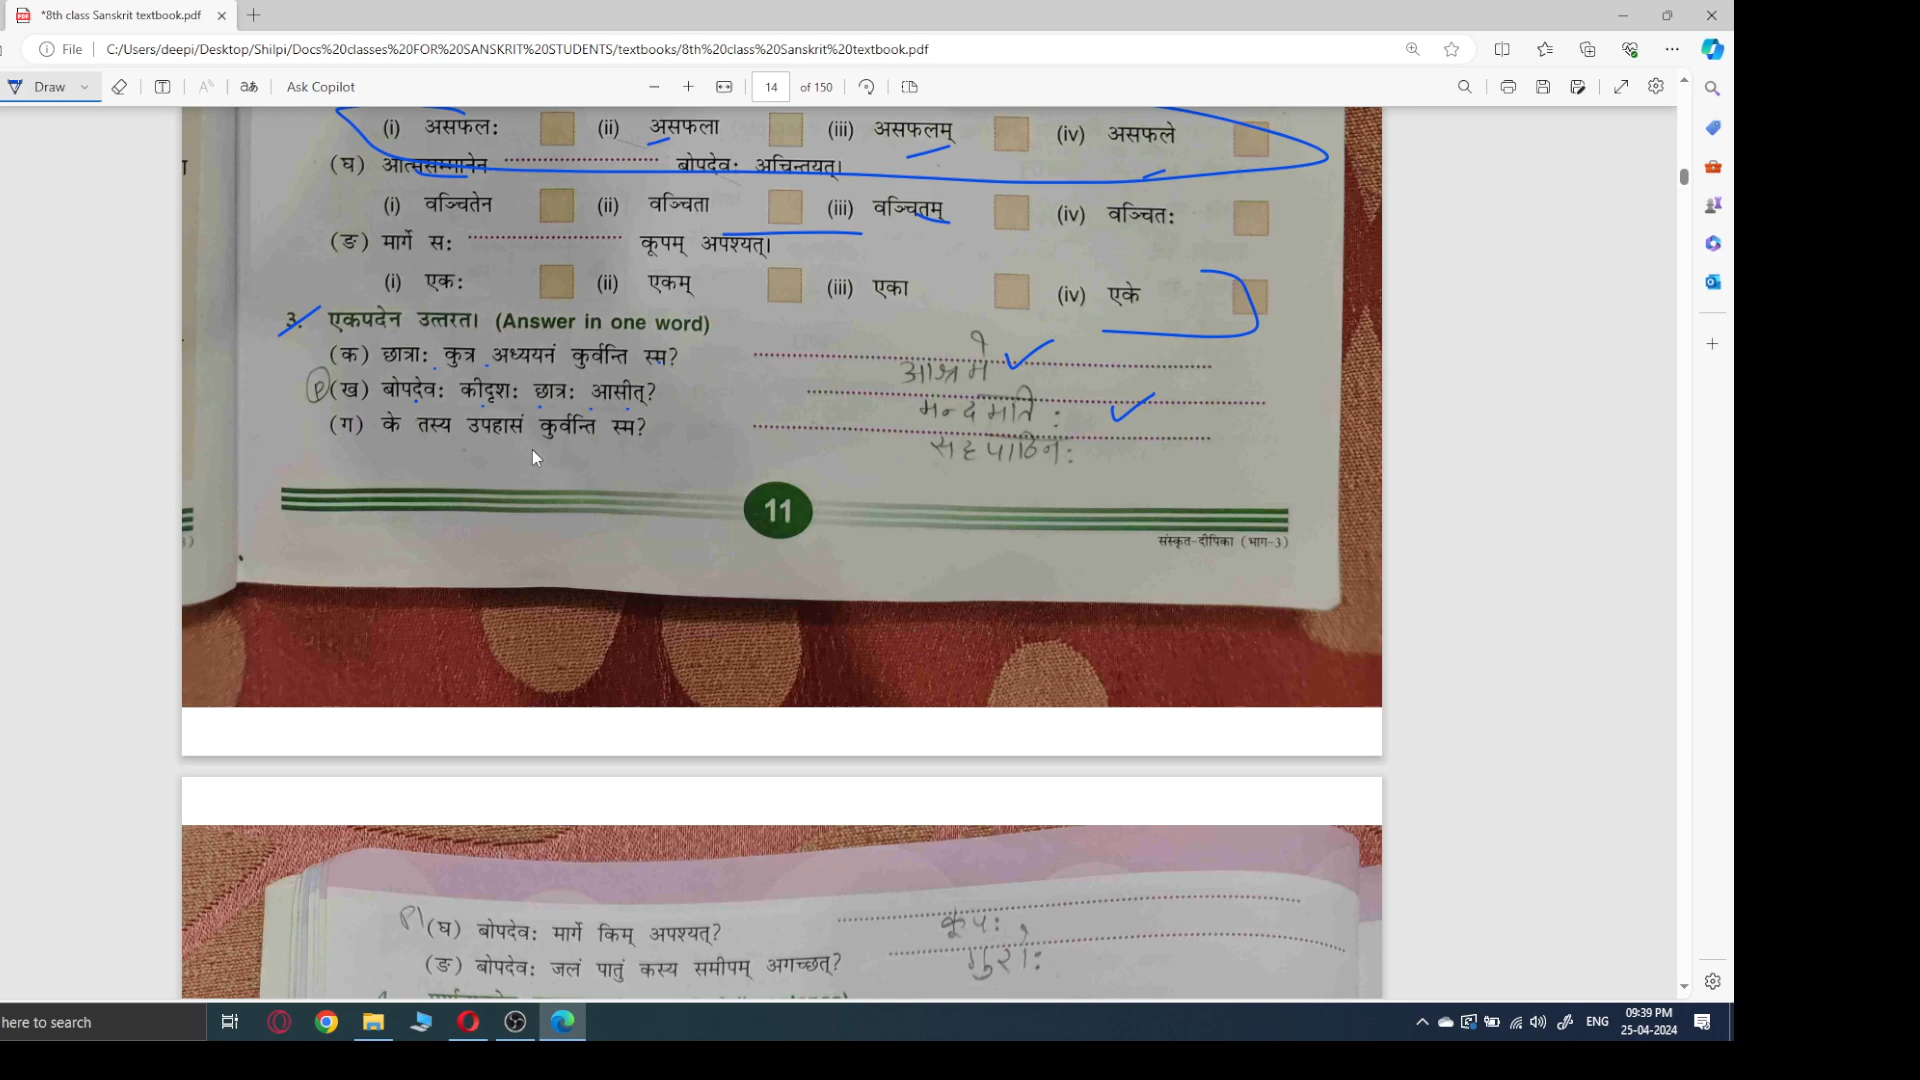 *8th class Sanskrit textbook.pdf
File C:/Users/deepi/Desktop/Shilpi/Docs%20classes%20FOR%20SANSKRIT%20STUDENTS/textbooks/8th%20class%20Sanskrit%20textbook.pdf
Draw Ask Copilot 14 of 150
(i) असफल: (ii) असफला (iii) असफलम् (iv) असफले
(घ) आत्मसम्मानेन बोपदेव: अचिन्तयत्।
(i) वञ्चितेन (ii) वञ्चिता (iii) वञ्चितम् (iv) वञ्चित:
(ङ) मार्गे स: कूपम् अपश्यत्।
(i) एक: (ii) एकम् (iii) एका (iv) एके
3. एकपदेन उत्तरत। (Answer in one word)
(क) छात्रा: कुत्र अध्ययनं कुर्वन्ति स्म? आश्रमे
(ख) बोपदेव: कीदृश: छात्र: आसीत्? मन्दमति:
(ग) के तस्य उपहासं कुर्वन्ति स्म? सहपाठिन:
11
संस्कृत-दीपिका (भाग-3)
(घ) बोपदेव: मार्गे किम् अपश्यत्? कूप:
(ङ) बोपदेव: जलं पातुं कस्य समीपम् अगच्छत्? गुरो:
here to search
ENG
09:39 PM
25-04-2024